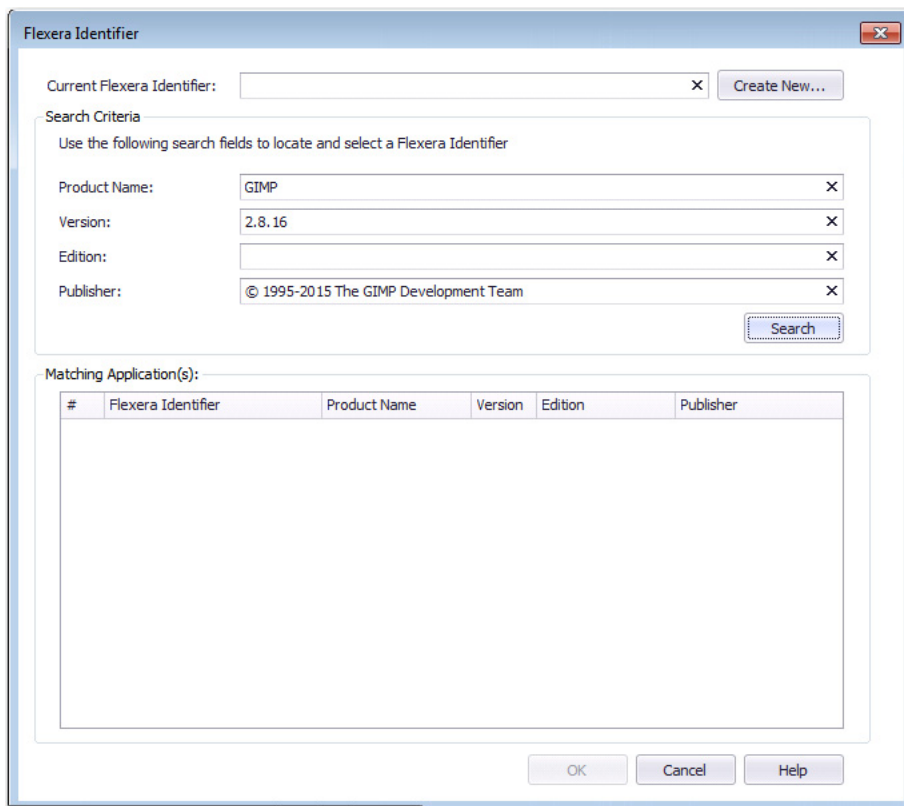 Flexera Identifier
Current Flexera Identifier: Create New...
Search Criteria
Use the following search fields to locate and select a Flexera Identifier
Product Name: GIMP
Version: 2.8.16
Edition:
Publisher: © 1995-2015 The GIMP Development Team
Search
Matching Application(s):
# Flexera Identifier Product Name Version Edition Publisher
OK Cancel Help